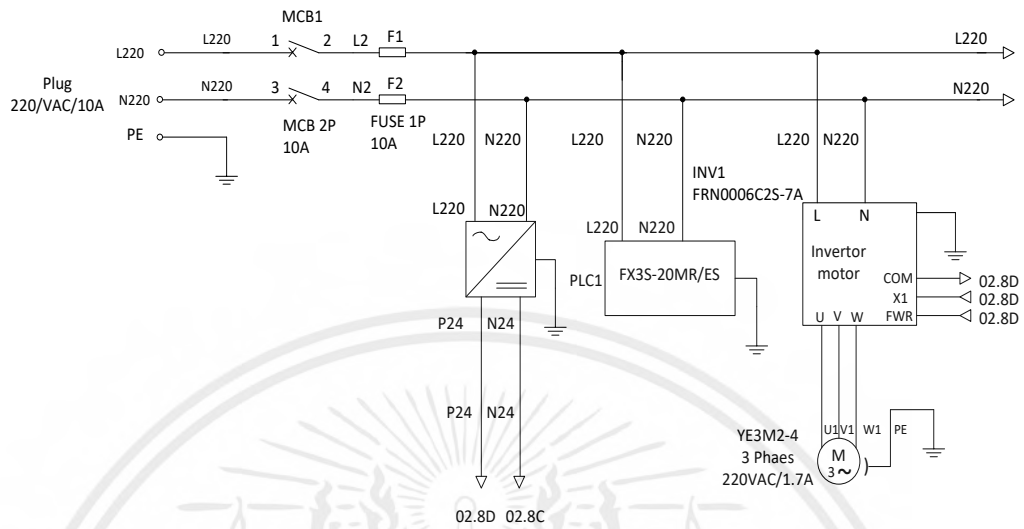 MCB1
L220 L220 1 2 L2 F1 L220
Plug
220/VAC/10A
N220 N220 3 4 N2 F2 N220
PE
MCB 2P
10A
FUSE 1P
10A
L220 N220 L220 N220 L220 N220
INV1
FRN0006C2S-7A
L220 N220
L220 N220
PLC1
FX3S-20MR/ES
L N
Invertor
motor
COM 02.8D
X1 02.8D
FWR 02.8D
U V W
P24 N24
P24 N24
02.8D 02.8C
U1 V1 W1 PE
YE3M2-4
3 Phaes
220VAC/1.7A
M
3~